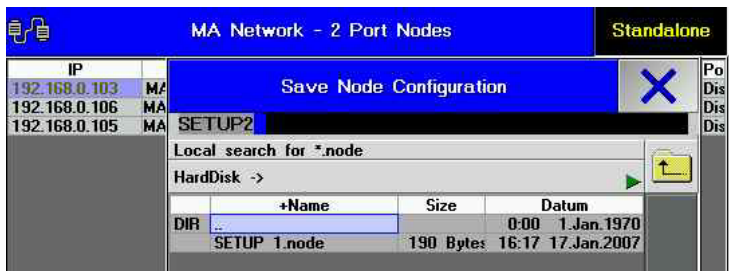 MA Network - 2 Port Nodes Standalone
IP Po
192.168.0.103 MA Save Node Configuration Dis
192.168.0.106 MA Dis
192.168.0.105 MA SETUP2 Dis
Local search for *.node
HardDisk ->
+Name Size Datum
DIR .. 0:00 1.Jan.1970
SETUP 1.node 190 Bytes 16:17 17.Jan.2007